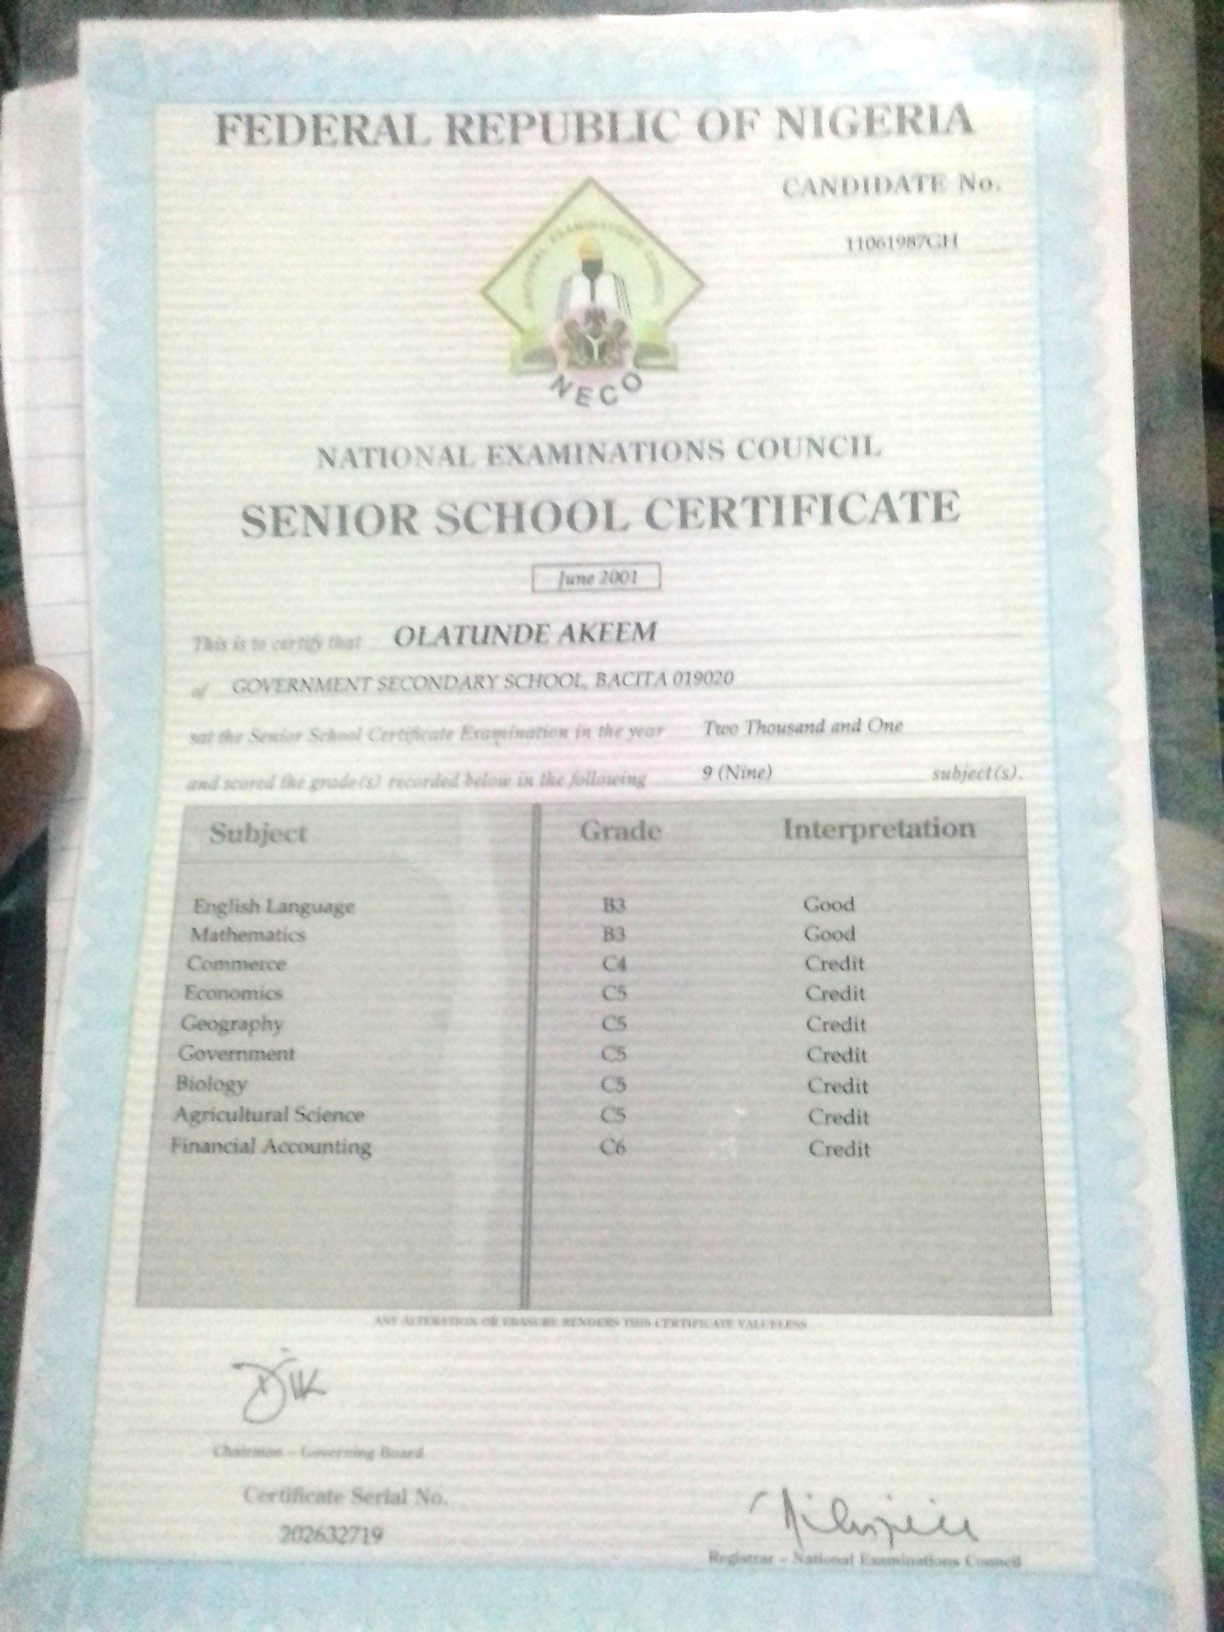 FEDERAL REPUBLIC OF NIGERIA
CANDIDATE No.
11061987GH
NATIONAL EXAMINATIONS COUNCIL
NECO
NATIONAL EXAMINATIONS COUNCIL
SENIOR SCHOOL CERTIFICATE
June 2001
This is to certify that OLATUNDE AKEEM
of GOVERNMENT SECONDARY SCHOOL, BACITA 019020
sat the Senior School Certificate Examination in the year Two Thousand and One
and scored the grade(s) recorded below in the following 9 (Nine) subject(s).
Subject Grade Interpretation
English Language B3 Good
Mathematics B3 Good
Commerce C4 Credit
Economics C5 Credit
Geography C5 Credit
Government C5 Credit
Biology C5 Credit
Agricultural Science C5 Credit
Financial Accounting C6 Credit
ANY ALTERATION OR ERASURE RENDERS THIS CERTIFICATE VALUELESS
Chairman – Governing Board
Certificate Serial No.
202632719
Registrar – National Examinations Council